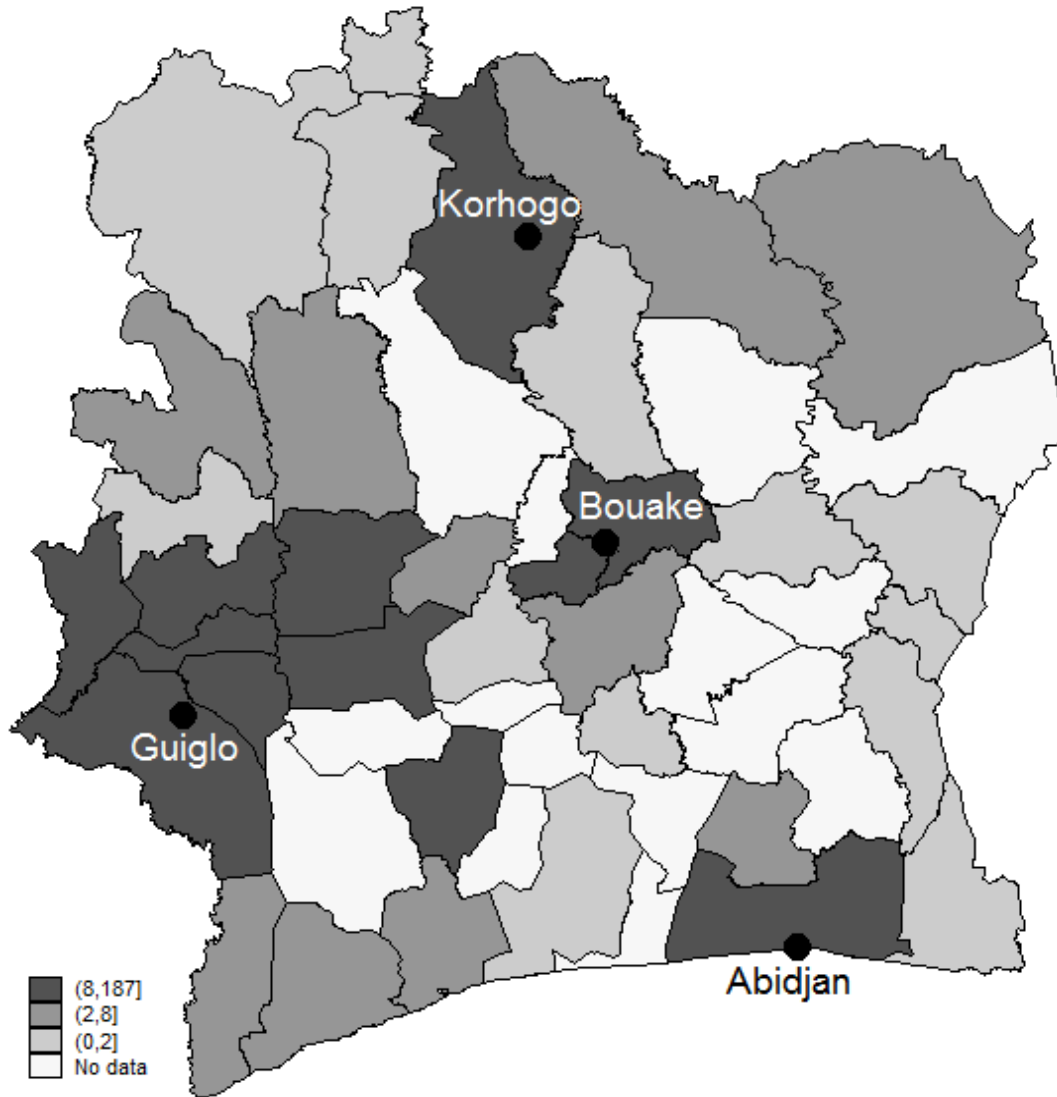 Korhogo
Bouake
Guiglo
Abidjan
(8,187]
(2,8]
(0,2]
No data